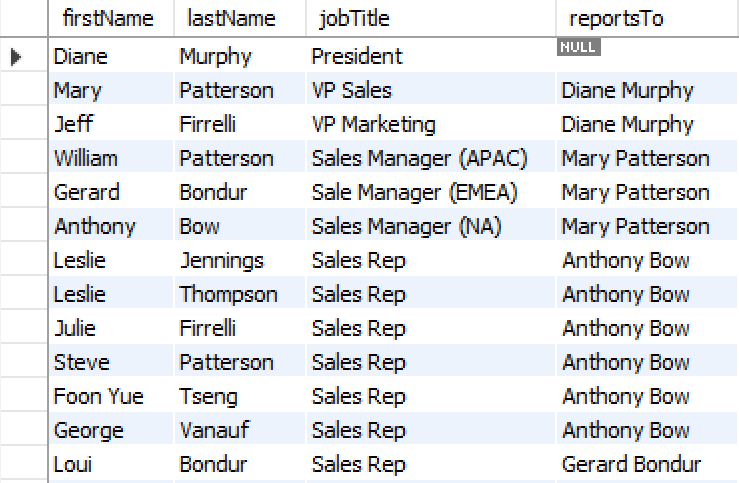 firstName lastName jobTitle reportsTo
Diane Murphy President NULL
Mary Patterson VP Sales Diane Murphy
Jeff Firrelli VP Marketing Diane Murphy
William Patterson Sales Manager (APAC) Mary Patterson
Gerard Bondur Sale Manager (EMEA) Mary Patterson
Anthony Bow Sales Manager (NA) Mary Patterson
Leslie Jennings Sales Rep Anthony Bow
Leslie Thompson Sales Rep Anthony Bow
Julie Firrelli Sales Rep Anthony Bow
Steve Patterson Sales Rep Anthony Bow
Foon Yue Tseng Sales Rep Anthony Bow
George Vanauf Sales Rep Anthony Bow
Loui Bondur Sales Rep Gerard Bondur